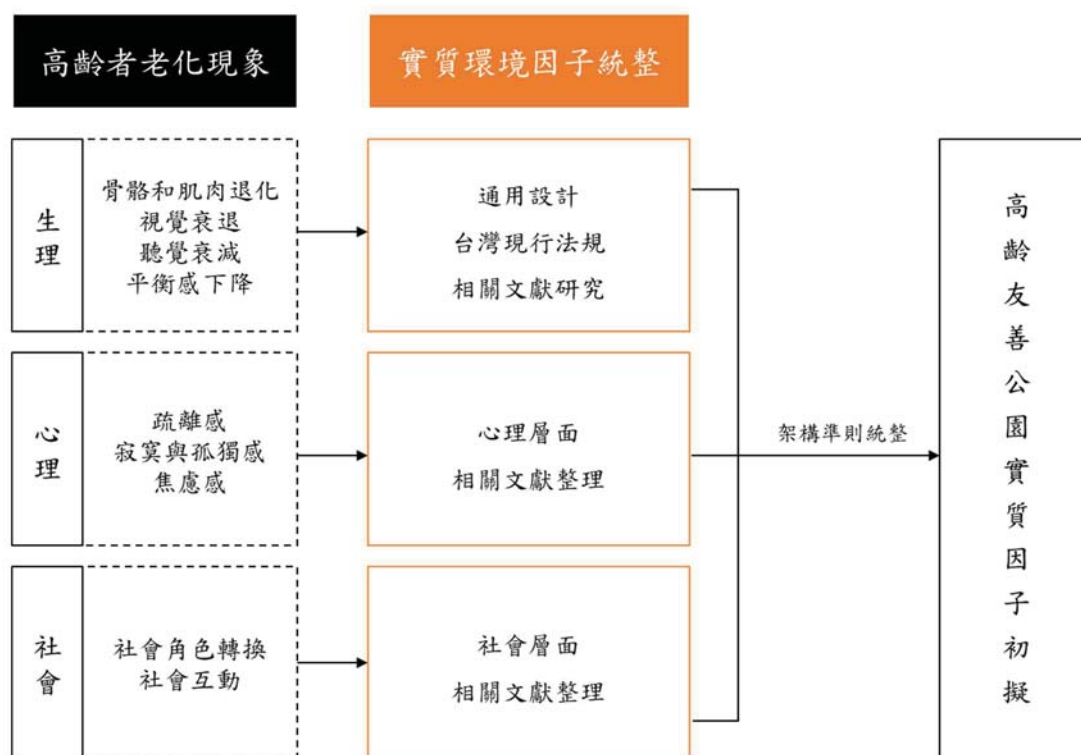 高齡者老化現象
實質環境因子統整
生理
骨骼和肌肉退化
視覺衰退
聽覺衰減
平衡感下降
通用設計
台灣現行法規
相關文獻研究
心理
疏離感
寂寞與孤獨感
焦慮感
心理層面
相關文獻整理
社會
社會角色轉換
社會互動
社會層面
相關文獻整理
架構準則統整
高齡友善公園實質因子初擬